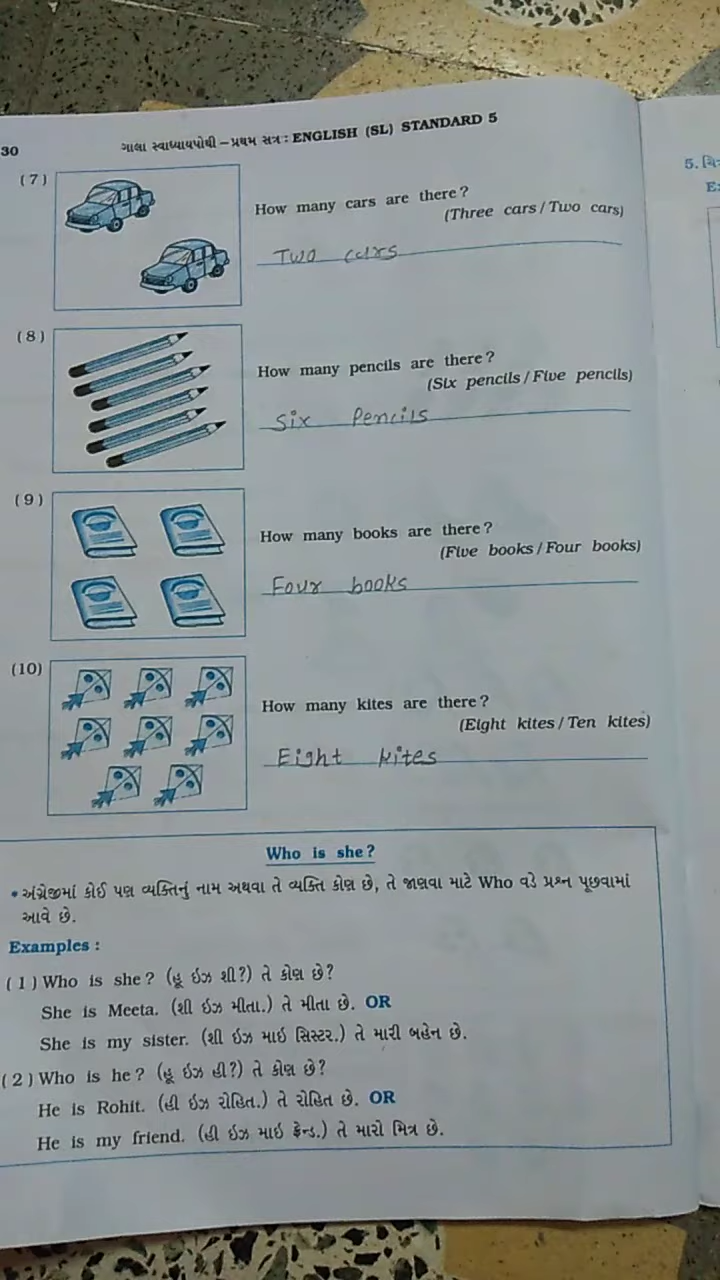 30
ગાલા સ્વાધ્યાયપોથી – પ્રથમ સત્ર : ENGLISH (SL) STANDARD 5
(7)
How many cars are there?
(Three cars / Two cars)
Two cars
(8)
How many pencils are there?
(Six pencils / Five pencils)
Six Pencils
(9)
How many books are there?
(Five books / Four books)
Four books
(10)
How many kites are there?
(Eight kites / Ten kites)
Eight kites
Who is she?
• અંગ્રેજીમાં કોઈ પણ વ્યક્તિનું નામ અથવા તે વ્યક્તિ કોણ છે, તે જાણવા માટે Who વડે પ્રશ્ન પૂછવામાં
આવે છે.
Examples :
(1) Who is she? (હૂ ઇઝ શી?) તે કોણ છે?
She is Meeta. (શી ઇઝ મીતા.) તે મીતા છે. OR
She is my sister. (શી ઇઝ માઇ સિસ્ટર.) તે મારી બહેન છે.
(2) Who is he? (હૂ ઇઝ હી?) તે કોણ છે?
He is Rohit. (હી ઇઝ રોહિત.) તે રોહિત છે. OR
He is my friend. (હી ઇઝ માઇ ફ્રેન્ડ.) તે મારો મિત્ર છે.
5.